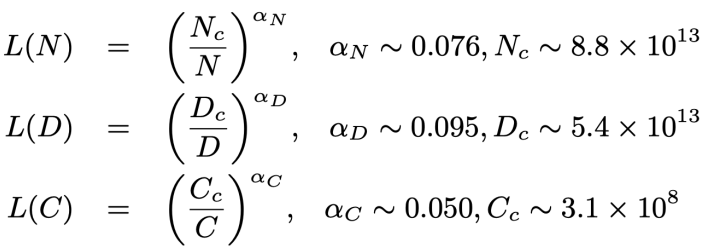 L(N) = (N_c / N)^{α_N}, α_N ∼ 0.076, N_c ∼ 8.8 × 10^{13}
L(D) = (D_c / D)^{α_D}, α_D ∼ 0.095, D_c ∼ 5.4 × 10^{13}
L(C) = (C_c / C)^{α_C}, α_C ∼ 0.050, C_c ∼ 3.1 × 10^{8}